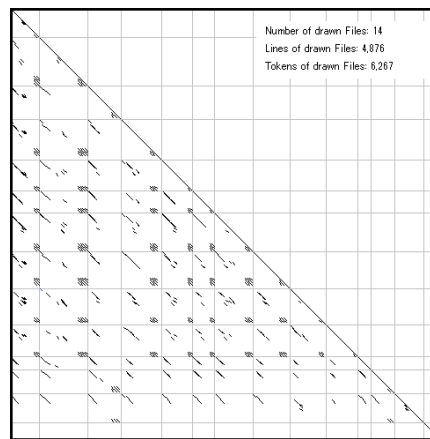 Number of drawn Files: 14
Lines of drawn Files: 4,876
Tokens of drawn Files: 6,267